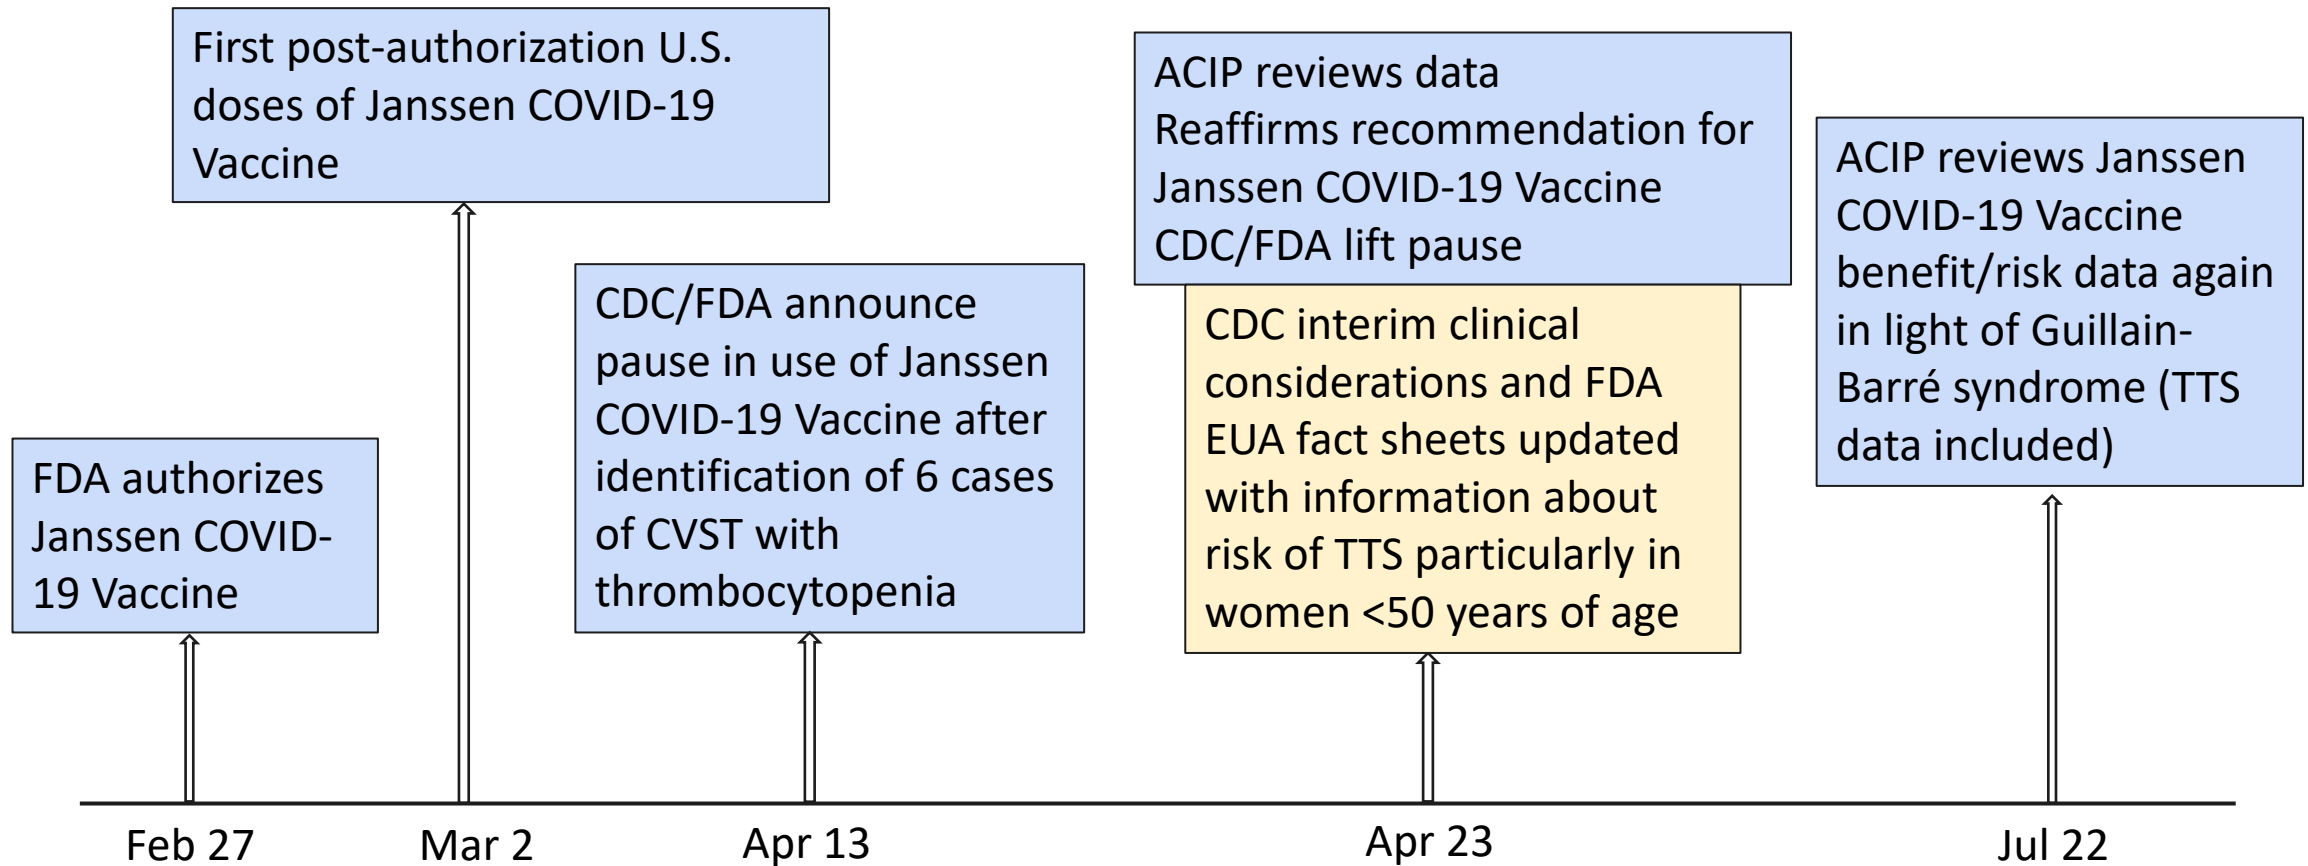 First post-authorization U.S.
doses of Janssen COVID-19
Vaccine
ACIP reviews data
Reaffirms recommendation for
Janssen COVID-19 Vaccine
CDC/FDA lift pause
ACIP reviews Janssen
COVID-19 Vaccine
benefit/risk data again
in light of Guillain-
Barré syndrome (TTS
data included)
CDC/FDA announce
pause in use of Janssen
COVID-19 Vaccine after
identification of 6 cases
of CVST with
thrombocytopenia
CDC interim clinical
considerations and FDA
EUA fact sheets updated
with information about
risk of TTS particularly in
women <50 years of age
FDA authorizes
Janssen COVID-
19 Vaccine
Feb 27
Mar 2
Apr 13
Apr 23
Jul 22